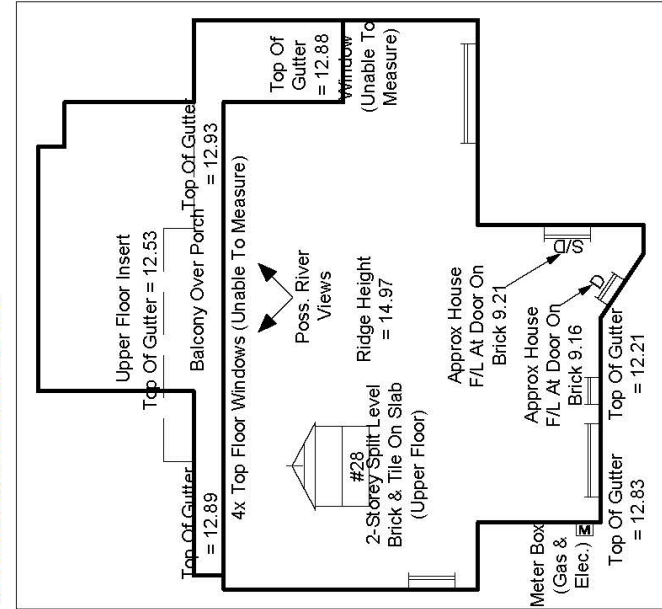 Upper Floor Insert
Top Of Gutter = 12.53
Top Of
Gutter
= 12.88
Window
(Unable To
Measure)
Top Of Gutter
= 12.93
Balcony Over Porch
Top Of Gutter
= 12.89
4x Top Floor Windows (Unable To Measure)
Poss. River
Views
Ridge Height
= 14.97
#28
2-Storey Split Level
Brick & Tile On Slab
(Upper Floor)
Approx House
F/L At Door On
Brick 9.21
S/D
Approx House
F/L At Door On
Brick 9.16
D
Top Of Gutter
= 12.21
Top Of Gutter
= 12.83
Meter Box
(Gas &
Elec.)
M